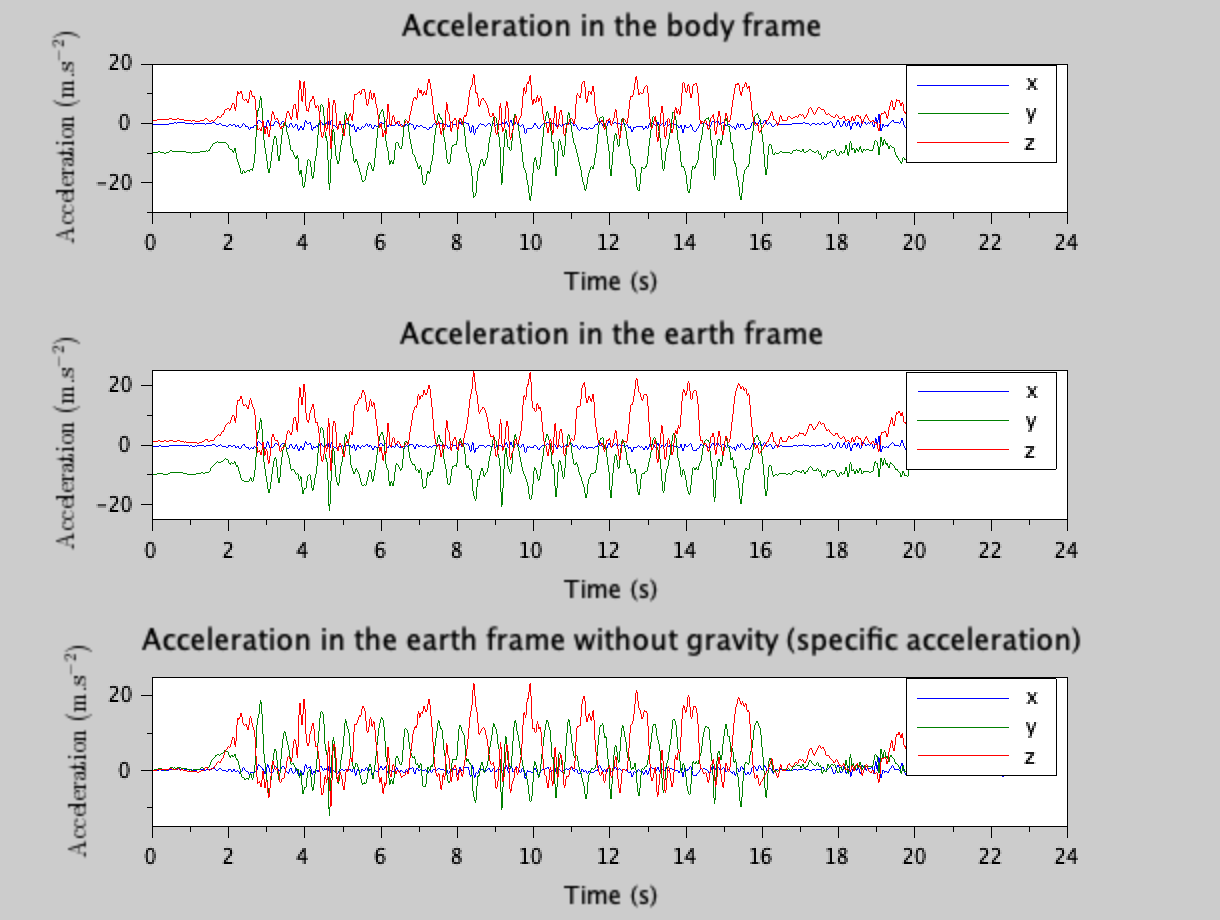 Acceleration in the body frame
Acceleration (m.s⁻²)
20
0
−20
x
y
z
0 2 4 6 8 10 12 14 16 18 20 22 24
Time (s)
Acceleration in the earth frame
Acceleration (m.s⁻²)
20
0
−20
x
y
z
0 2 4 6 8 10 12 14 16 18 20 22 24
Time (s)
Acceleration in the earth frame without gravity (specific acceleration)
Acceleration (m.s⁻²)
20
0
x
y
z
0 2 4 6 8 10 12 14 16 18 20 22 24
Time (s)